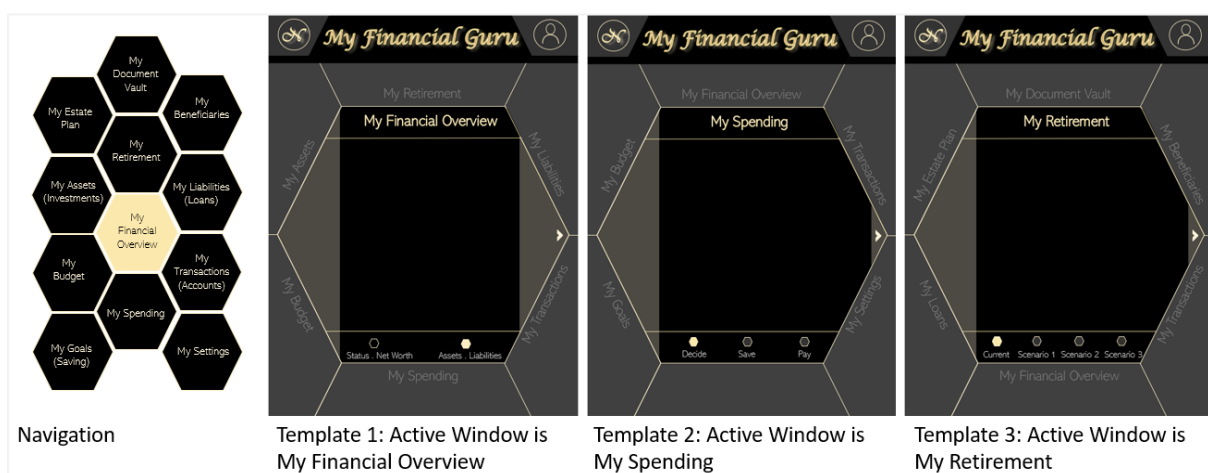 My
Document
Vault
My Estate
Plan
My
Beneficiaries
My
Retirement
My Assets
(Investments)
My Liabilities
(Loans)
My
Financial
Overview
My
Budget
My
Transactions
(Accounts)
My Spending
My Goals
(Saving)
My Settings
Navigation
N My Financial Guru
My Retirement
My Financial Overview
My Assets
My Liabilities
My Budget
My Transactions
Status . Net Worth
Assets . Liabilities
My Spending
Template 1: Active Window is
My Financial Overview
N My Financial Guru
My Financial Overview
My Spending
My Budget
My Transactions
My Goals
My Settings
Decide
Save
Pay
Template 2: Active Window is
My Spending
N My Financial Guru
My Document Vault
My Retirement
My Estate Plan
My Beneficiaries
My Loans
My Transactions
Current
Scenario 1
Scenario 2
Scenario 3
My Financial Overview
Template 3: Active Window is
My Retirement